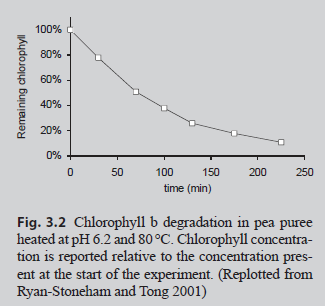 100%
80%
60%
40%
20%
0%
Remaining chlorophyll
0 50 100 150 200 250
time (min)
Fig. 3.2 Chlorophyll b degradation in pea puree
heated at pH 6.2 and 80 °C. Chlorophyll concentra-
tion is reported relative to the concentration pres-
ent at the start of the experiment. (Replotted from
Ryan-Stoneham and Tong 2001)